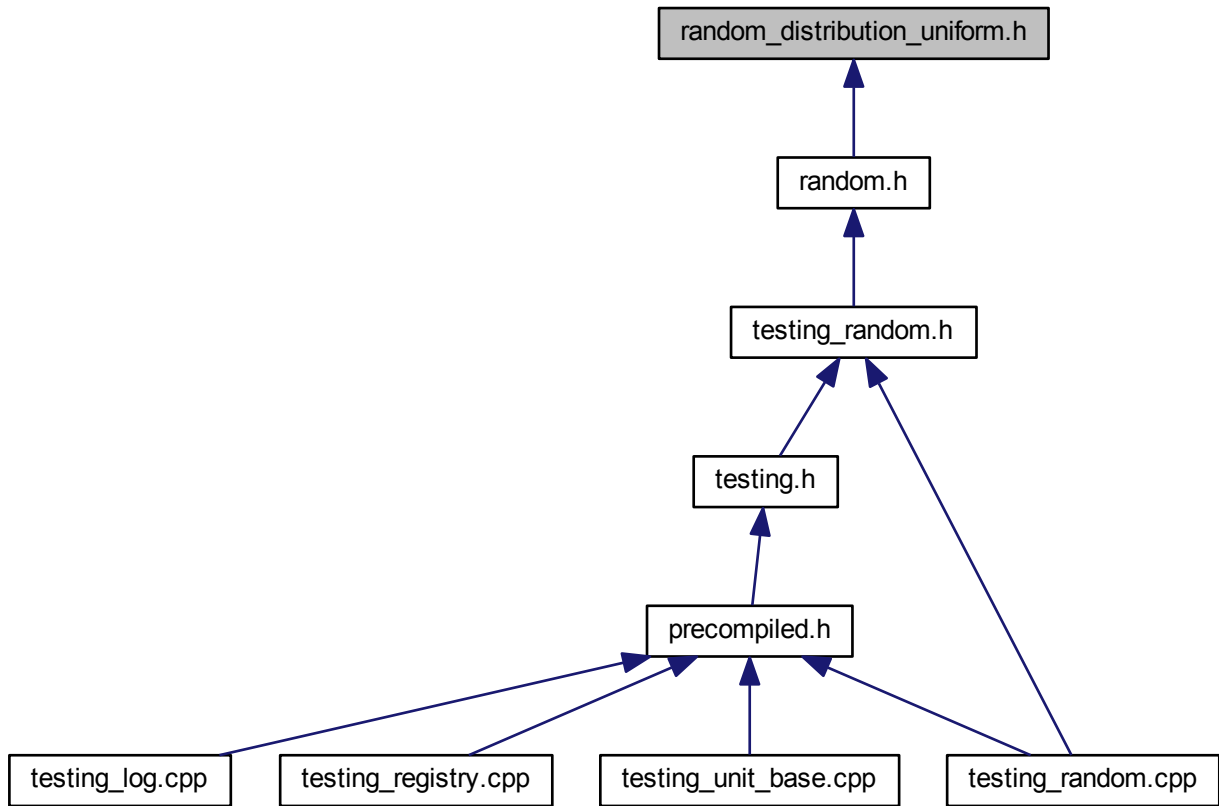 random_distribution_uniform.h
random.h
testing_random.h
testing.h
precompiled.h
testing_log.cpp
testing_registry.cpp
testing_unit_base.cpp
testing_random.cpp